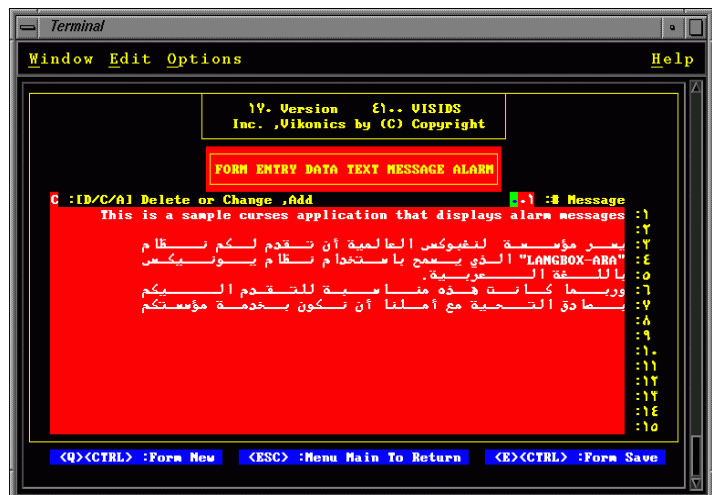 Terminal
Window Edit Options Help
١٧٠ Version ٤١٠٠ VISIDS
Inc. ,Vikonics by (C) Copyright
FORM ENTRY DATA TEXT MESSAGE ALARM
C :[D/C/A] Delete or Change ,Add ٠٠١ :# Message
This is a sample curses application that displays alarm messages :١
:٢
٣: يسر مؤسسة لنغبوكس العالمية أن تقدم لكم نظام
٤: "LANGBOX-ARA" الذي يسمح باستخدام نظام يونيكس
٥: باللغة العربية.
٦: وربما كانت هذه مناسبة للتقدم اليكم
٧: بصادق التحية مع أملنا أن نكون بخدمة مؤسستكم
:٨
:٩
:١٠
:١١
:١٢
:١٣
:١٤
:١٥
<Q><CTRL> :Form New <ESC> :Menu Main To Return <E><CTRL> :Form Save